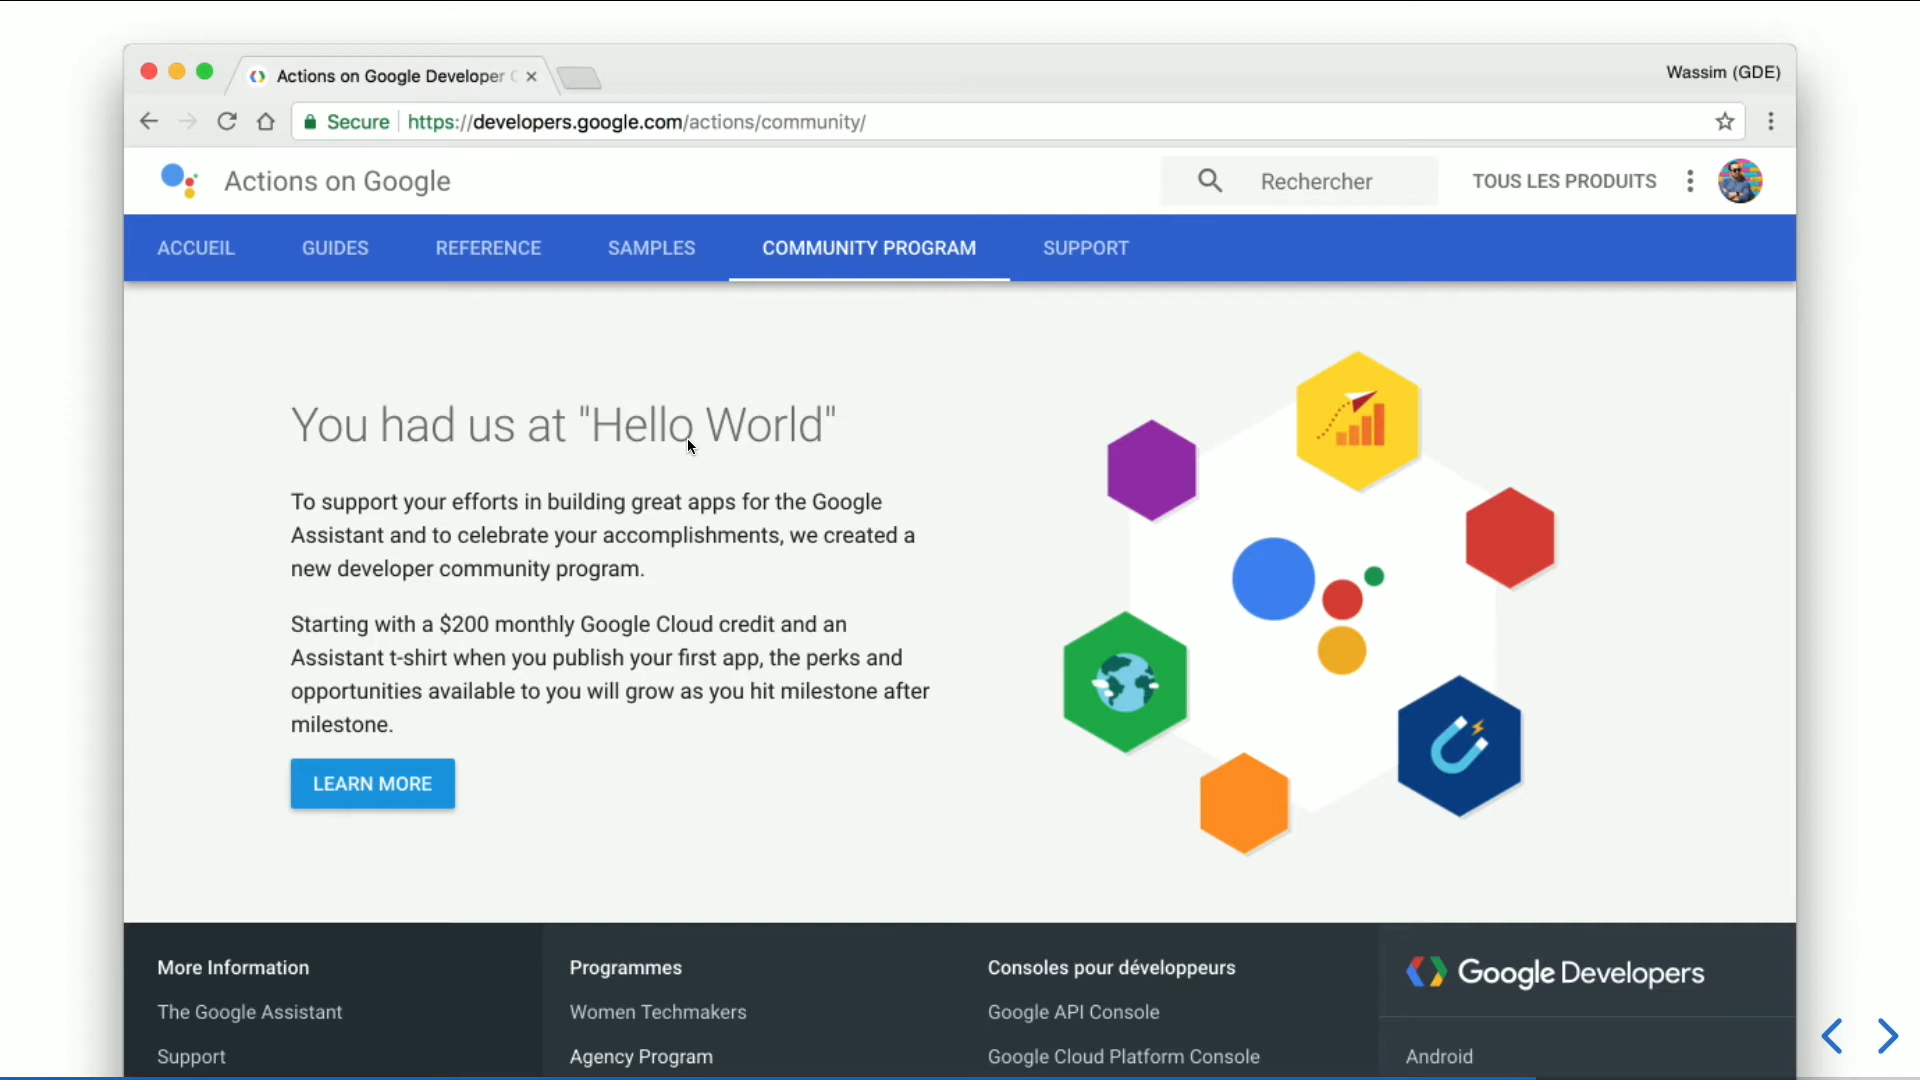 Actions on Google Developer
Wassim (GDE)
Secure https://developers.google.com/actions/community/
Actions on Google
Rechercher
TOUS LES PRODUITS
ACCUEIL
GUIDES
REFERENCE
SAMPLES
COMMUNITY PROGRAM
SUPPORT
You had us at "Hello World"
To support your efforts in building great apps for the Google
Assistant and to celebrate your accomplishments, we created a
new developer community program.
Starting with a $200 monthly Google Cloud credit and an
Assistant t-shirt when you publish your first app, the perks and
opportunities available to you will grow as you hit milestone after
milestone.
LEARN MORE
More Information
The Google Assistant
Support
Programmes
Women Techmakers
Agency Program
Consoles pour développeurs
Google API Console
Google Cloud Platform Console
Google Developers
Android